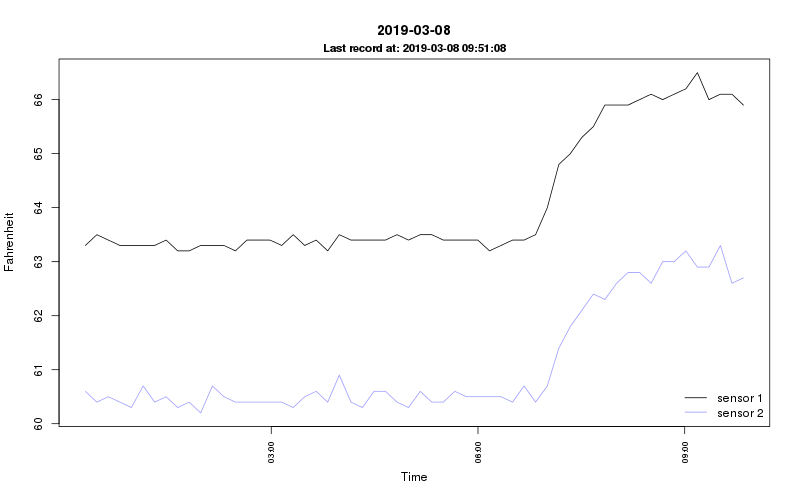 2019-03-08
Last record at: 2019-03-08 09:51:08
Fahrenheit
66
65
64
63
62
61
60
sensor 1
sensor 2
03:00
06:00
09:00
Time